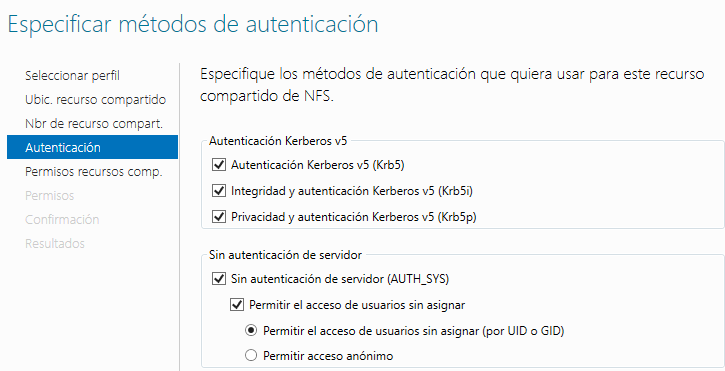 Especificar métodos de autenticación
Seleccionar perfil
Ubic. recurso compartido
Nbr de recurso compart.
Autenticación
Permisos recursos comp.
Permisos
Confirmación
Resultados
Especifique los métodos de autenticación que quiera usar para este recurso
compartido de NFS.
Autenticación Kerberos v5
Autenticación Kerberos v5 (Krb5)
Integridad y autenticación Kerberos v5 (Krb5i)
Privacidad y autenticación Kerberos v5 (Krb5p)
Sin autenticación de servidor
Sin autenticación de servidor (AUTH_SYS)
Permitir el acceso de usuarios sin asignar
Permitir el acceso de usuarios sin asignar (por UID o GID)
Permitir acceso anónimo